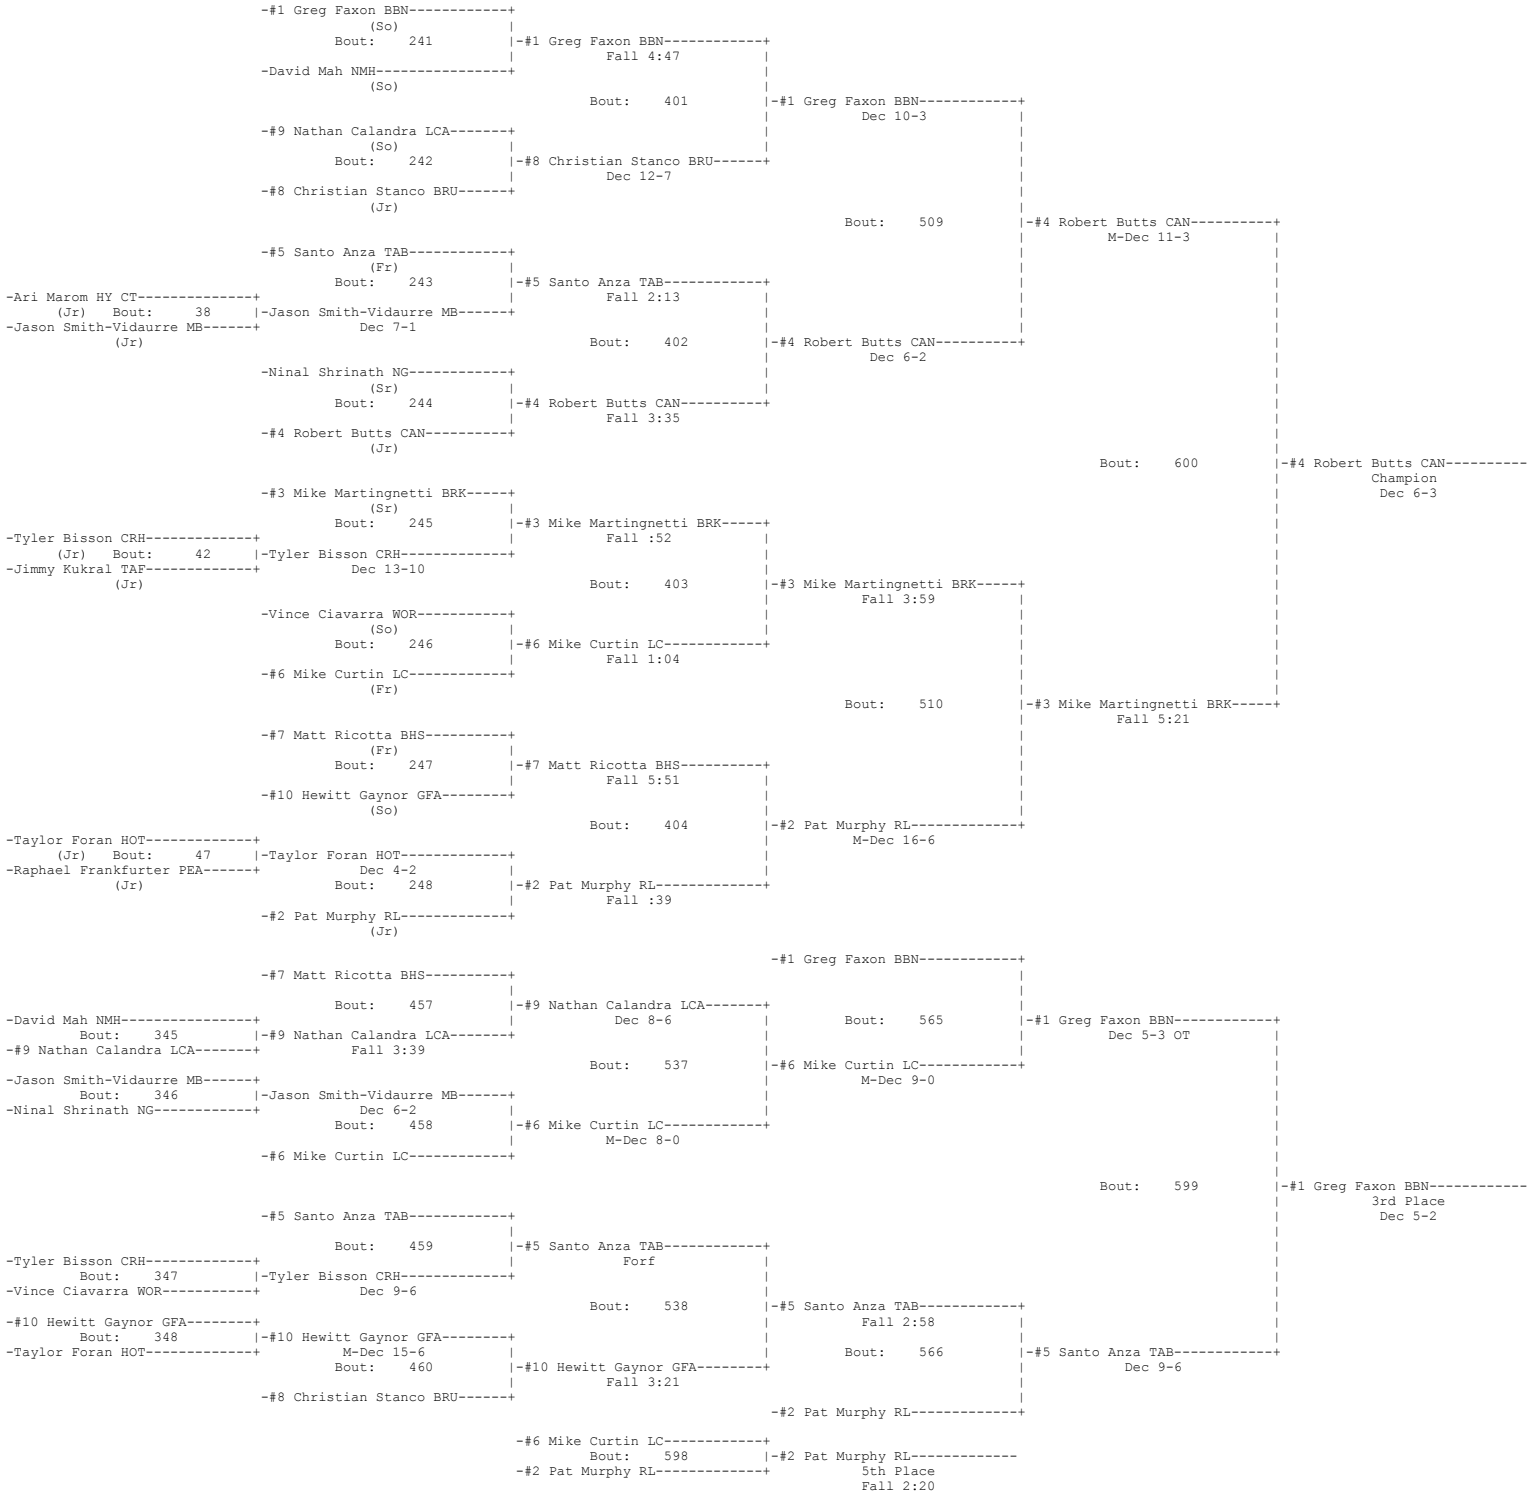 -#1 Greg Faxon BBN------------+
(So) |
Bout: 241 |-#1 Greg Faxon BBN------------+
| Fall 4:47 |
-David Mah NMH----------------+ |
(So) |
Bout: 401 |-#1 Greg Faxon BBN------------+
| Dec 10-3 |
-#9 Nathan Calandra LCA-------+ | |
(So) | | |
Bout: 242 |-#8 Christian Stanco BRU------+ |
| Dec 12-7 |
-#8 Christian Stanco BRU------+ |
(Jr) |
Bout: 509 |-#4 Robert Butts CAN----------+
| M-Dec 11-3 |
-#5 Santo Anza TAB------------+ | |
(Fr) | | |
Bout: 243 |-#5 Santo Anza TAB------------+ | |
-Ari Marom HY CT--------------+ | Fall 2:13 | | |
(Jr) Bout: 38 |-Jason Smith-Vidaurre MB------+ | | |
-Jason Smith-Vidaurre MB------+ Dec 7-1 | | |
(Jr) Bout: 402 |-#4 Robert Butts CAN----------+ |
| Dec 6-2 |
-Ninal Shrinath NG------------+ | |
(Sr) | | |
Bout: 244 |-#4 Robert Butts CAN----------+ |
| Fall 3:35 |
-#4 Robert Butts CAN----------+ |
(Jr) |
Bout: 600 |-#4 Robert Butts CAN----------
| Champion
-#3 Mike Martingnetti BRK-----+ | Dec 6-3
(Sr) | |
Bout: 245 |-#3 Mike Martingnetti BRK-----+ |
-Tyler Bisson CRH-------------+ | Fall :52 | |
(Jr) Bout: 42 |-Tyler Bisson CRH-------------+ | |
-Jimmy Kukral TAF-------------+ Dec 13-10 | |
(Jr) Bout: 403 |-#3 Mike Martingnetti BRK-----+ |
| Fall 3:59 | |
-Vince Ciavarra WOR-----------+ | | |
(So) | | | |
Bout: 246 |-#6 Mike Curtin LC------------+ | |
| Fall 1:04 | |
-#6 Mike Curtin LC------------+ | |
(Fr) | |
Bout: 510 |-#3 Mike Martingnetti BRK-----+
| Fall 5:21
-#7 Matt Ricotta BHS----------+ |
(Fr) | |
Bout: 247 |-#7 Matt Ricotta BHS----------+ |
| Fall 5:51 | |
-#10 Hewitt Gaynor GFA--------+ | |
(So) | |
Bout: 404 |-#2 Pat Murphy RL-------------+
-Taylor Foran HOT-------------+ | M-Dec 16-6
(Jr) Bout: 47 |-Taylor Foran HOT-------------+ |
-Raphael Frankfurter PEA------+ Dec 4-2 | |
(Jr) Bout: 248 |-#2 Pat Murphy RL-------------+
| Fall :39
-#2 Pat Murphy RL-------------+
(Jr)
-#1 Greg Faxon BBN------------+
-#7 Matt Ricotta BHS----------+ |
| |
Bout: 457 |-#9 Nathan Calandra LCA-------+ |
-David Mah NMH----------------+ | Dec 8-6 | Bout: 565 |-#1 Greg Faxon BBN------------+
Bout: 345 |-#9 Nathan Calandra LCA-------+ | | Dec 5-3 OT |
-#9 Nathan Calandra LCA-------+ Fall 3:39 | | |
Bout: 537 |-#6 Mike Curtin LC------------+ |
-Jason Smith-Vidaurre MB------+ | M-Dec 9-0 |
Bout: 346 |-Jason Smith-Vidaurre MB------+ | |
-Ninal Shrinath NG------------+ Dec 6-2 | | |
Bout: 458 |-#6 Mike Curtin LC------------+ |
| M-Dec 8-0 |
-#6 Mike Curtin LC------------+ |
|
Bout: 599 |-#1 Greg Faxon BBN------------
| 3rd Place
-#5 Santo Anza TAB------------+ | Dec 5-2
| |
Bout: 459 |-#5 Santo Anza TAB------------+ |
-Tyler Bisson CRH-------------+ | Forf | |
Bout: 347 |-Tyler Bisson CRH-------------+ | |
-Vince Ciavarra WOR-----------+ Dec 9-6 | |
Bout: 538 |-#5 Santo Anza TAB------------+ |
-#10 Hewitt Gaynor GFA--------+ | Fall 2:58 | |
Bout: 348 |-#10 Hewitt Gaynor GFA--------+ | | |
-Taylor Foran HOT-------------+ M-Dec 15-6 | | Bout: 566 |-#5 Santo Anza TAB------------+
Bout: 460 |-#10 Hewitt Gaynor GFA--------+ | Dec 9-6
| Fall 3:21 |
-#8 Christian Stanco BRU------+ |
-#2 Pat Murphy RL-------------+
-#6 Mike Curtin LC------------+
Bout: 598 |-#2 Pat Murphy RL-------------
-#2 Pat Murphy RL-------------+ 5th Place
Fall 2:20